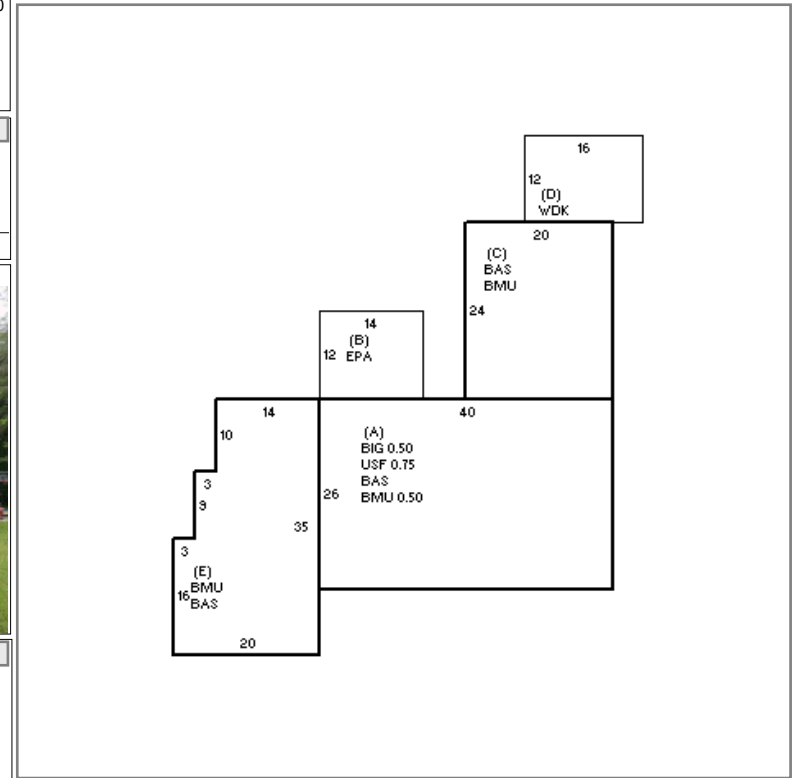 16
12
(D)
WDK
20
(C)
BAS
BMU
24
14
(B)
12 EPA
14
40
10
(A)
BIG 0.50
USF 0.75
BAS
BMU 0.50
3
26
9
35
3
(E)
16 BMU
BAS
20